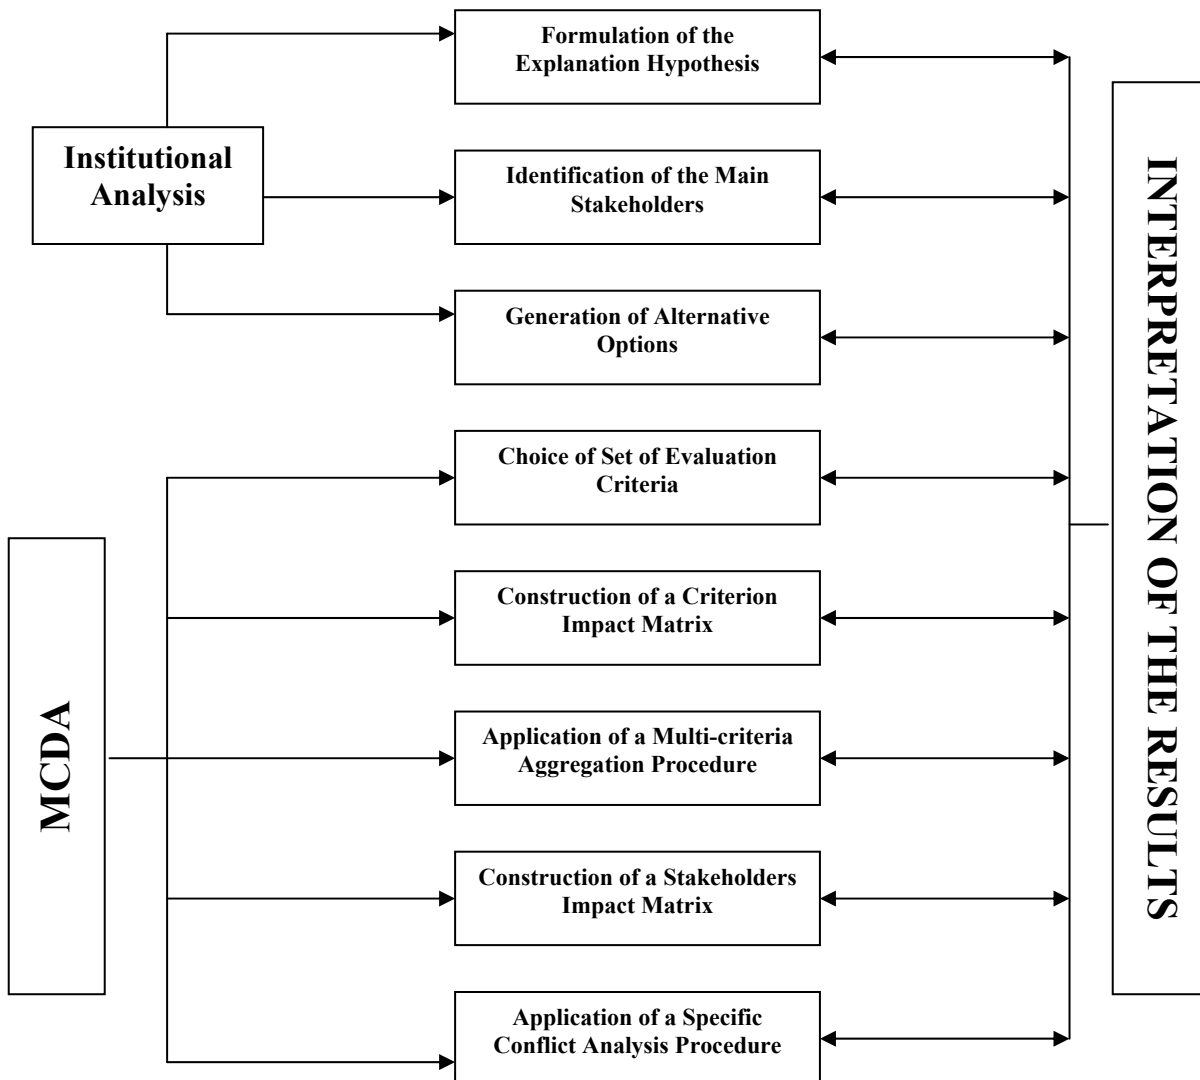 Formulation of the
Explanation Hypothesis
Institutional
Analysis
Identification of the Main
Stakeholders
Generation of Alternative
Options
Choice of Set of Evaluation
Criteria
Construction of a Criterion
Impact Matrix
MCDA
Application of a Multi-criteria
Aggregation Procedure
Construction of a Stakeholders
Impact Matrix
Application of a Specific
Conflict Analysis Procedure
INTERPRETATION OF THE RESULTS